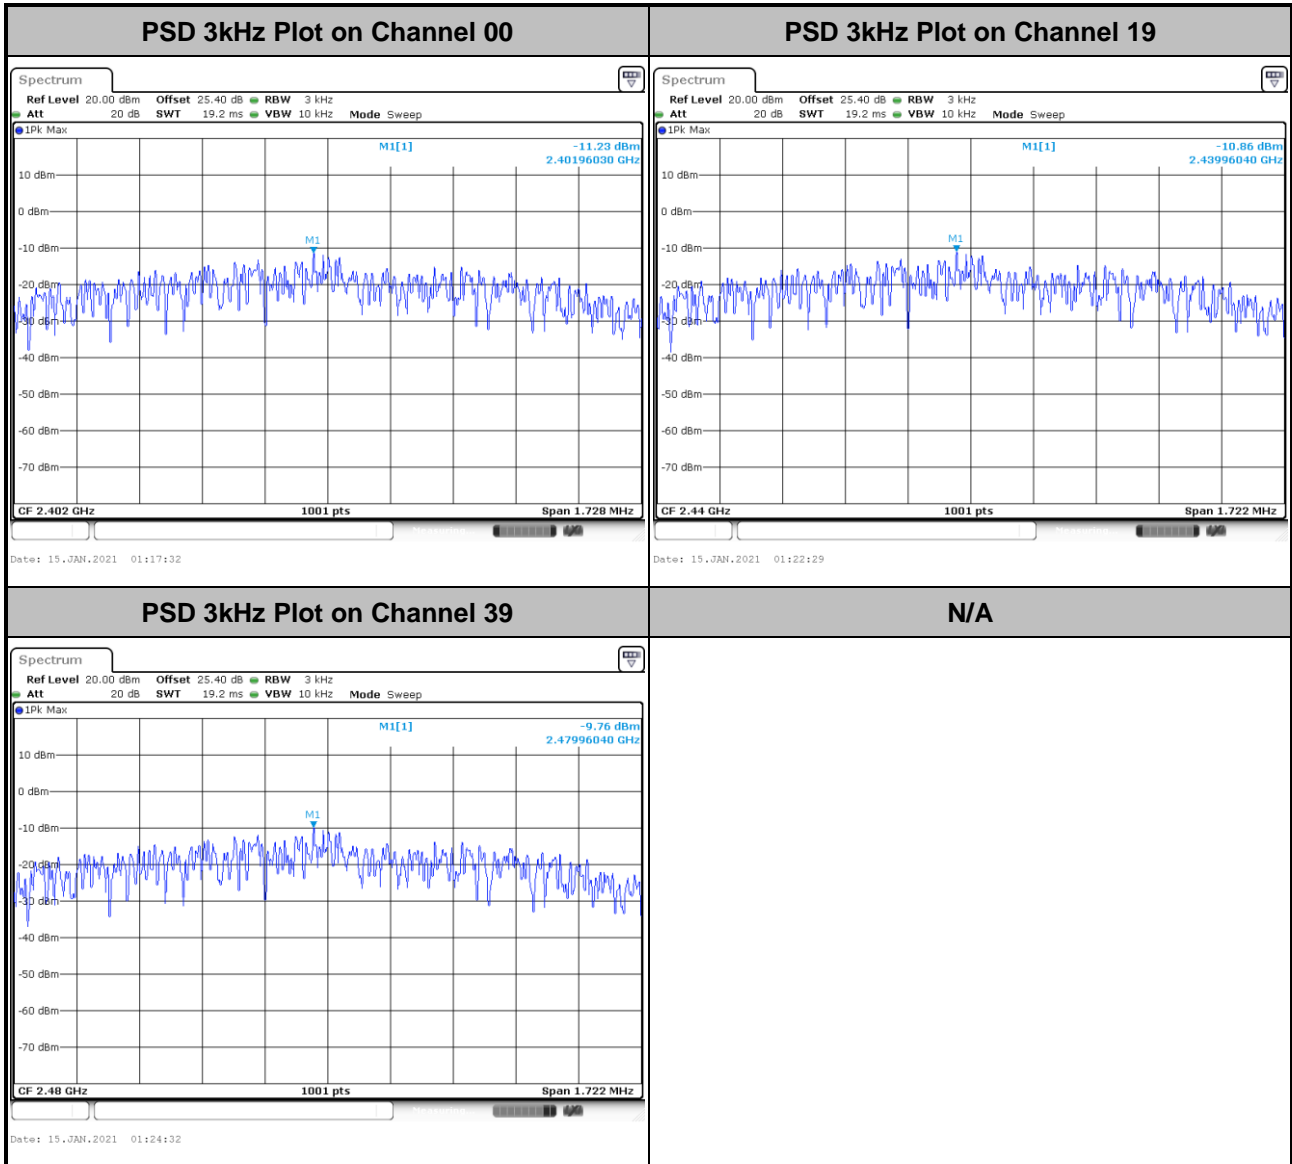 PSD 3kHz Plot on Channel 00
Spectrum
Ref Level 20.00 dBm Offset 25.40 dB RBW 3 kHz
Att 20 dB SWT 19.2 ms VBW 10 kHz Mode Sweep
1Pk Max
M1[1] -11.23 dBm
2.40196030 GHz
10 dBm
0 dBm
M1
-10 dBm
-20 dBm
-30 dBm
-40 dBm
-50 dBm
-60 dBm
-70 dBm
CF 2.402 GHz 1001 pts Span 1.728 MHz
Date: 15.JAN.2021 01:17:32
PSD 3kHz Plot on Channel 19
Spectrum
Ref Level 20.00 dBm Offset 25.40 dB RBW 3 kHz
Att 20 dB SWT 19.2 ms VBW 10 kHz Mode Sweep
1Pk Max
M1[1] -10.86 dBm
2.43996040 GHz
10 dBm
0 dBm
M1
-10 dBm
-20 dBm
-30 dBm
-40 dBm
-50 dBm
-60 dBm
-70 dBm
CF 2.44 GHz 1001 pts Span 1.722 MHz
Measuring...
Date: 15.JAN.2021 01:22:29
PSD 3kHz Plot on Channel 39
Spectrum
Ref Level 20.00 dBm Offset 25.40 dB RBW 3 kHz
Att 20 dB SWT 19.2 ms VBW 10 kHz Mode Sweep
1Pk Max
M1[1] -9.76 dBm
2.47996040 GHz
10 dBm
0 dBm
M1
-10 dBm
-20 dBm
-30 dBm
-40 dBm
-50 dBm
-60 dBm
-70 dBm
CF 2.48 GHz 1001 pts Span 1.722 MHz
Measuring...
Date: 15.JAN.2021 01:24:32
N/A